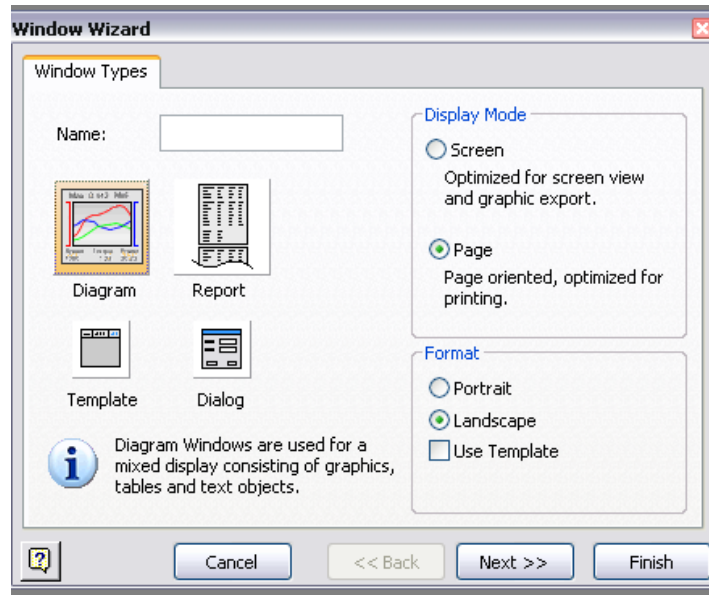 Window Wizard
Window Types
Name:
Diagram
Report
Template
Dialog
Diagram Windows are used for a
mixed display consisting of graphics,
tables and text objects.
Display Mode
Screen
Optimized for screen view
and graphic export.
Page
Page oriented, optimized for
printing.
Format
Portrait
Landscape
Use Template
Cancel
<< Back
Next >>
Finish